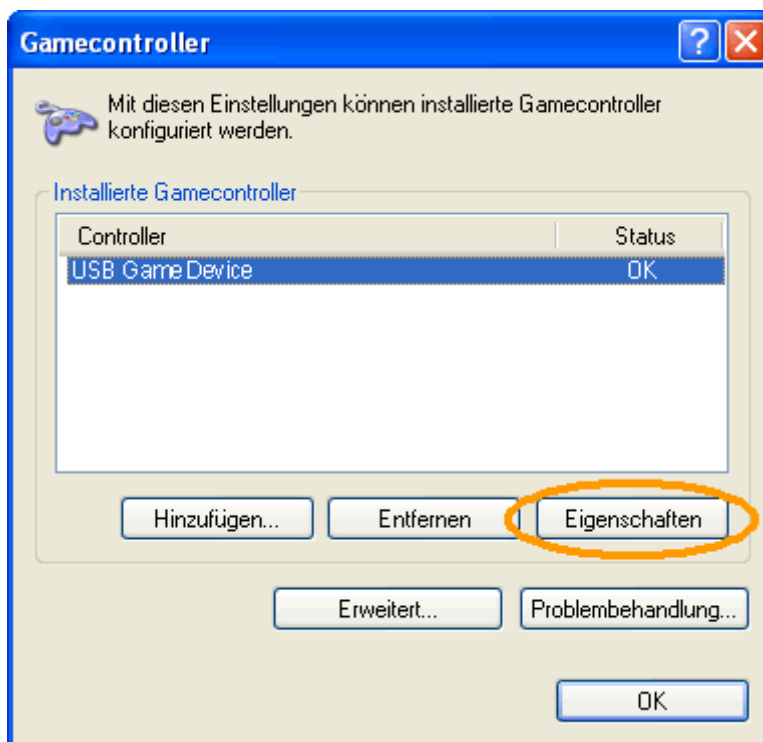 Gamecontroller
Mit diesen Einstellungen können installierte Gamecontroller
konfiguriert werden.
Installierte Gamecontroller
Controller Status
USB Game Device OK
Hinzufügen... Entfernen Eigenschaften
Erweitert... Problembehandlung...
OK